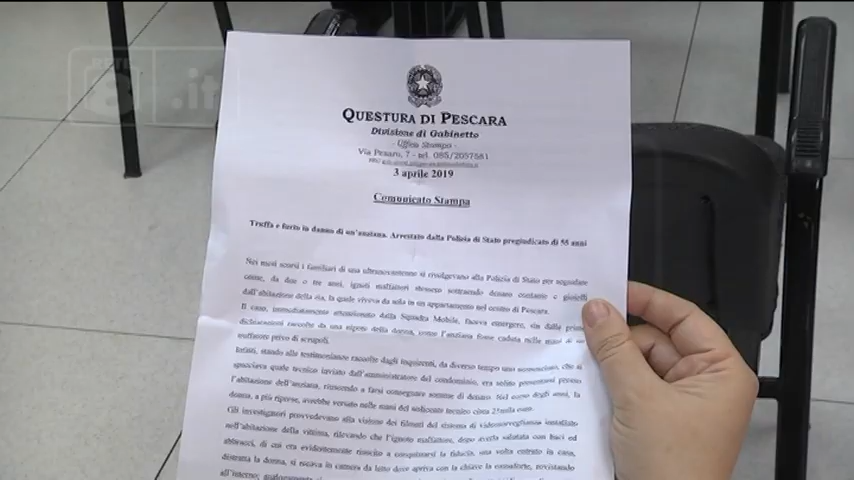 8
.it
QUESTURA DI PESCARA
Divisione di Gabinetto
- Ufficio Stampa -
Via Pesaro, 7 - tel. 085/2057581
3 aprile 2019
Comunicato Stampa
Truffa e furto in danno di un'anziana. Arrestato dalla Polizia di Stato pregiudicato di 55 anni
Nei mesi scorsi i familiari di una ultranovantenne si rivolgevano alla Polizia di Stato per segnalare
come, da due o tre anni, ignoti malfattori stessero sottraendo denaro contante e gioielli
dall'abitazione della zia, la quale viveva da sola in un appartamento nel centro di Pescara.
Il caso, immediatamente attenzionato dalla Squadra Mobile, faceva emergere, sin dalle prime
dichiarazioni raccolte da una nipote della donna, come l'anziana fosse caduta nelle mani di un
truffatore privo di scrupoli.
Infatti, stando alle testimonianze raccolte dagli inquirenti, da diverso tempo uno sconosciuto, che si
spacciava quale tecnico inviato dall'amministratore del condominio, era solito presentarsi presso
l'abitazione dell'anziana, riuscendo a farsi consegnare somme di denaro. Nel corso degli anni, la
donna, a più riprese, avrebbe versato nelle mani del sedicente tecnico circa 25mila euro.
Gli investigatori provvedevano alla visione dei filmati del sistema di videosorveglianza installato
nell'abitazione della vittima, rilevando che l'ignoto malfattore, dopo averla salutata con baci ed
abbracci, di cui era evidentemente riuscito a conquistarsi la fiducia, una volta entrato in casa,
distratta la donna, si recava in camera da letto dove apriva con la chiave la cassaforte, rovistando
all'interno; analogamente